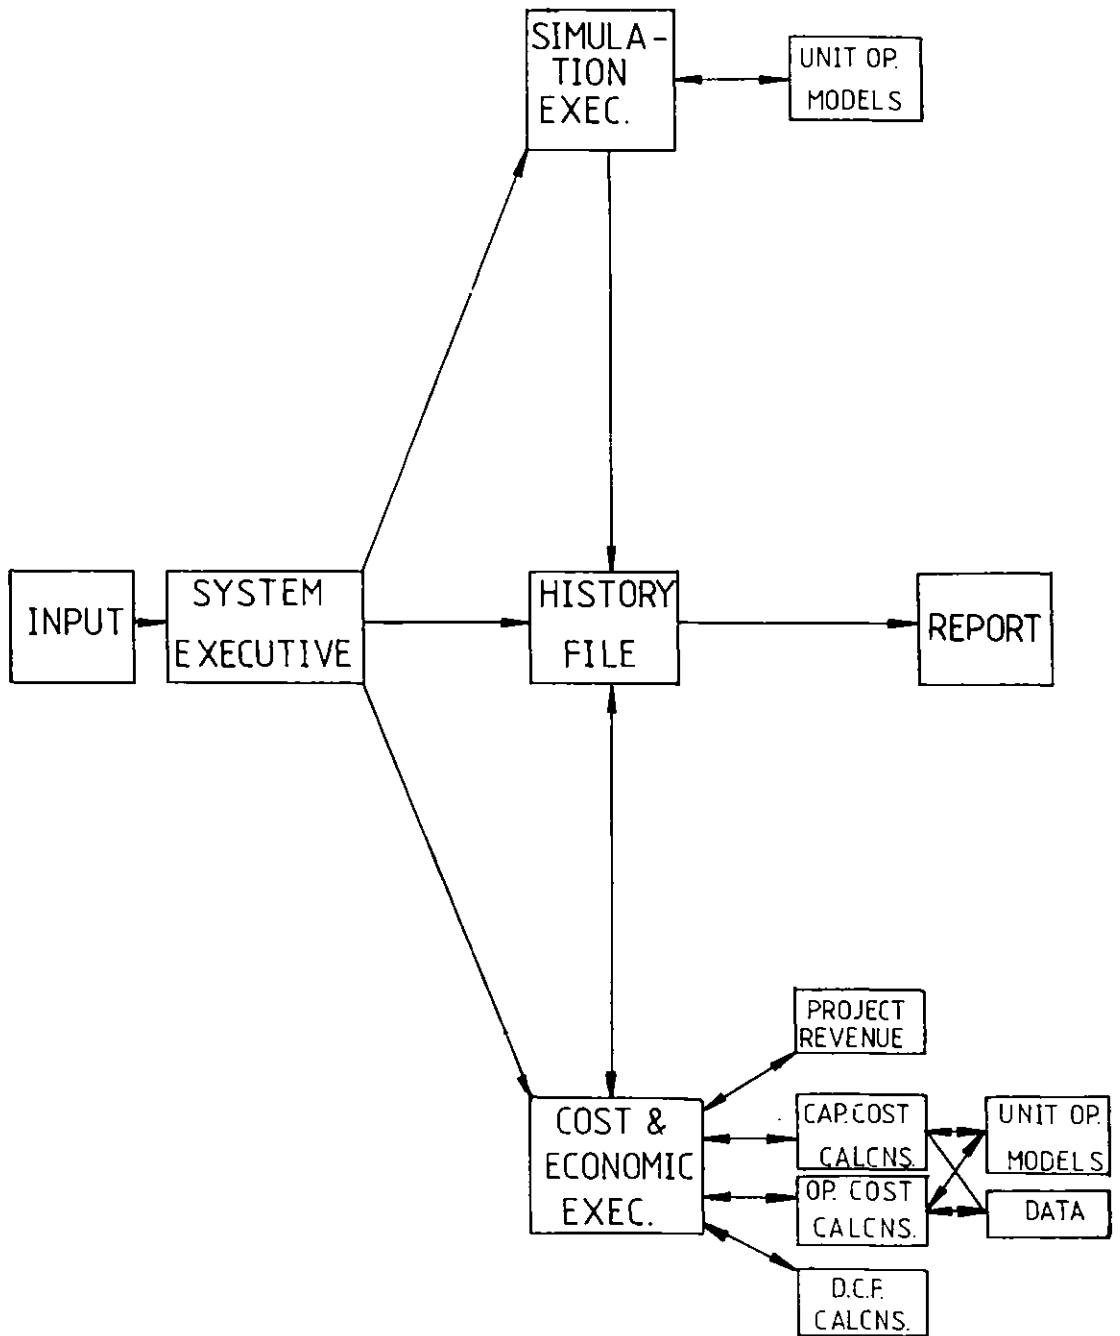 SIMULA-
TION
EXEC.
UNIT OP.
MODELS
INPUT
SYSTEM
EXECUTIVE
HISTORY
FILE
REPORT
PROJECT
REVENUE
COST &
ECONOMIC
EXEC.
CAP.COST
CALCNS.
UNIT OP.
MODELS
OP. COST
CALCNS.
DATA
D.C.F.
CALCNS.